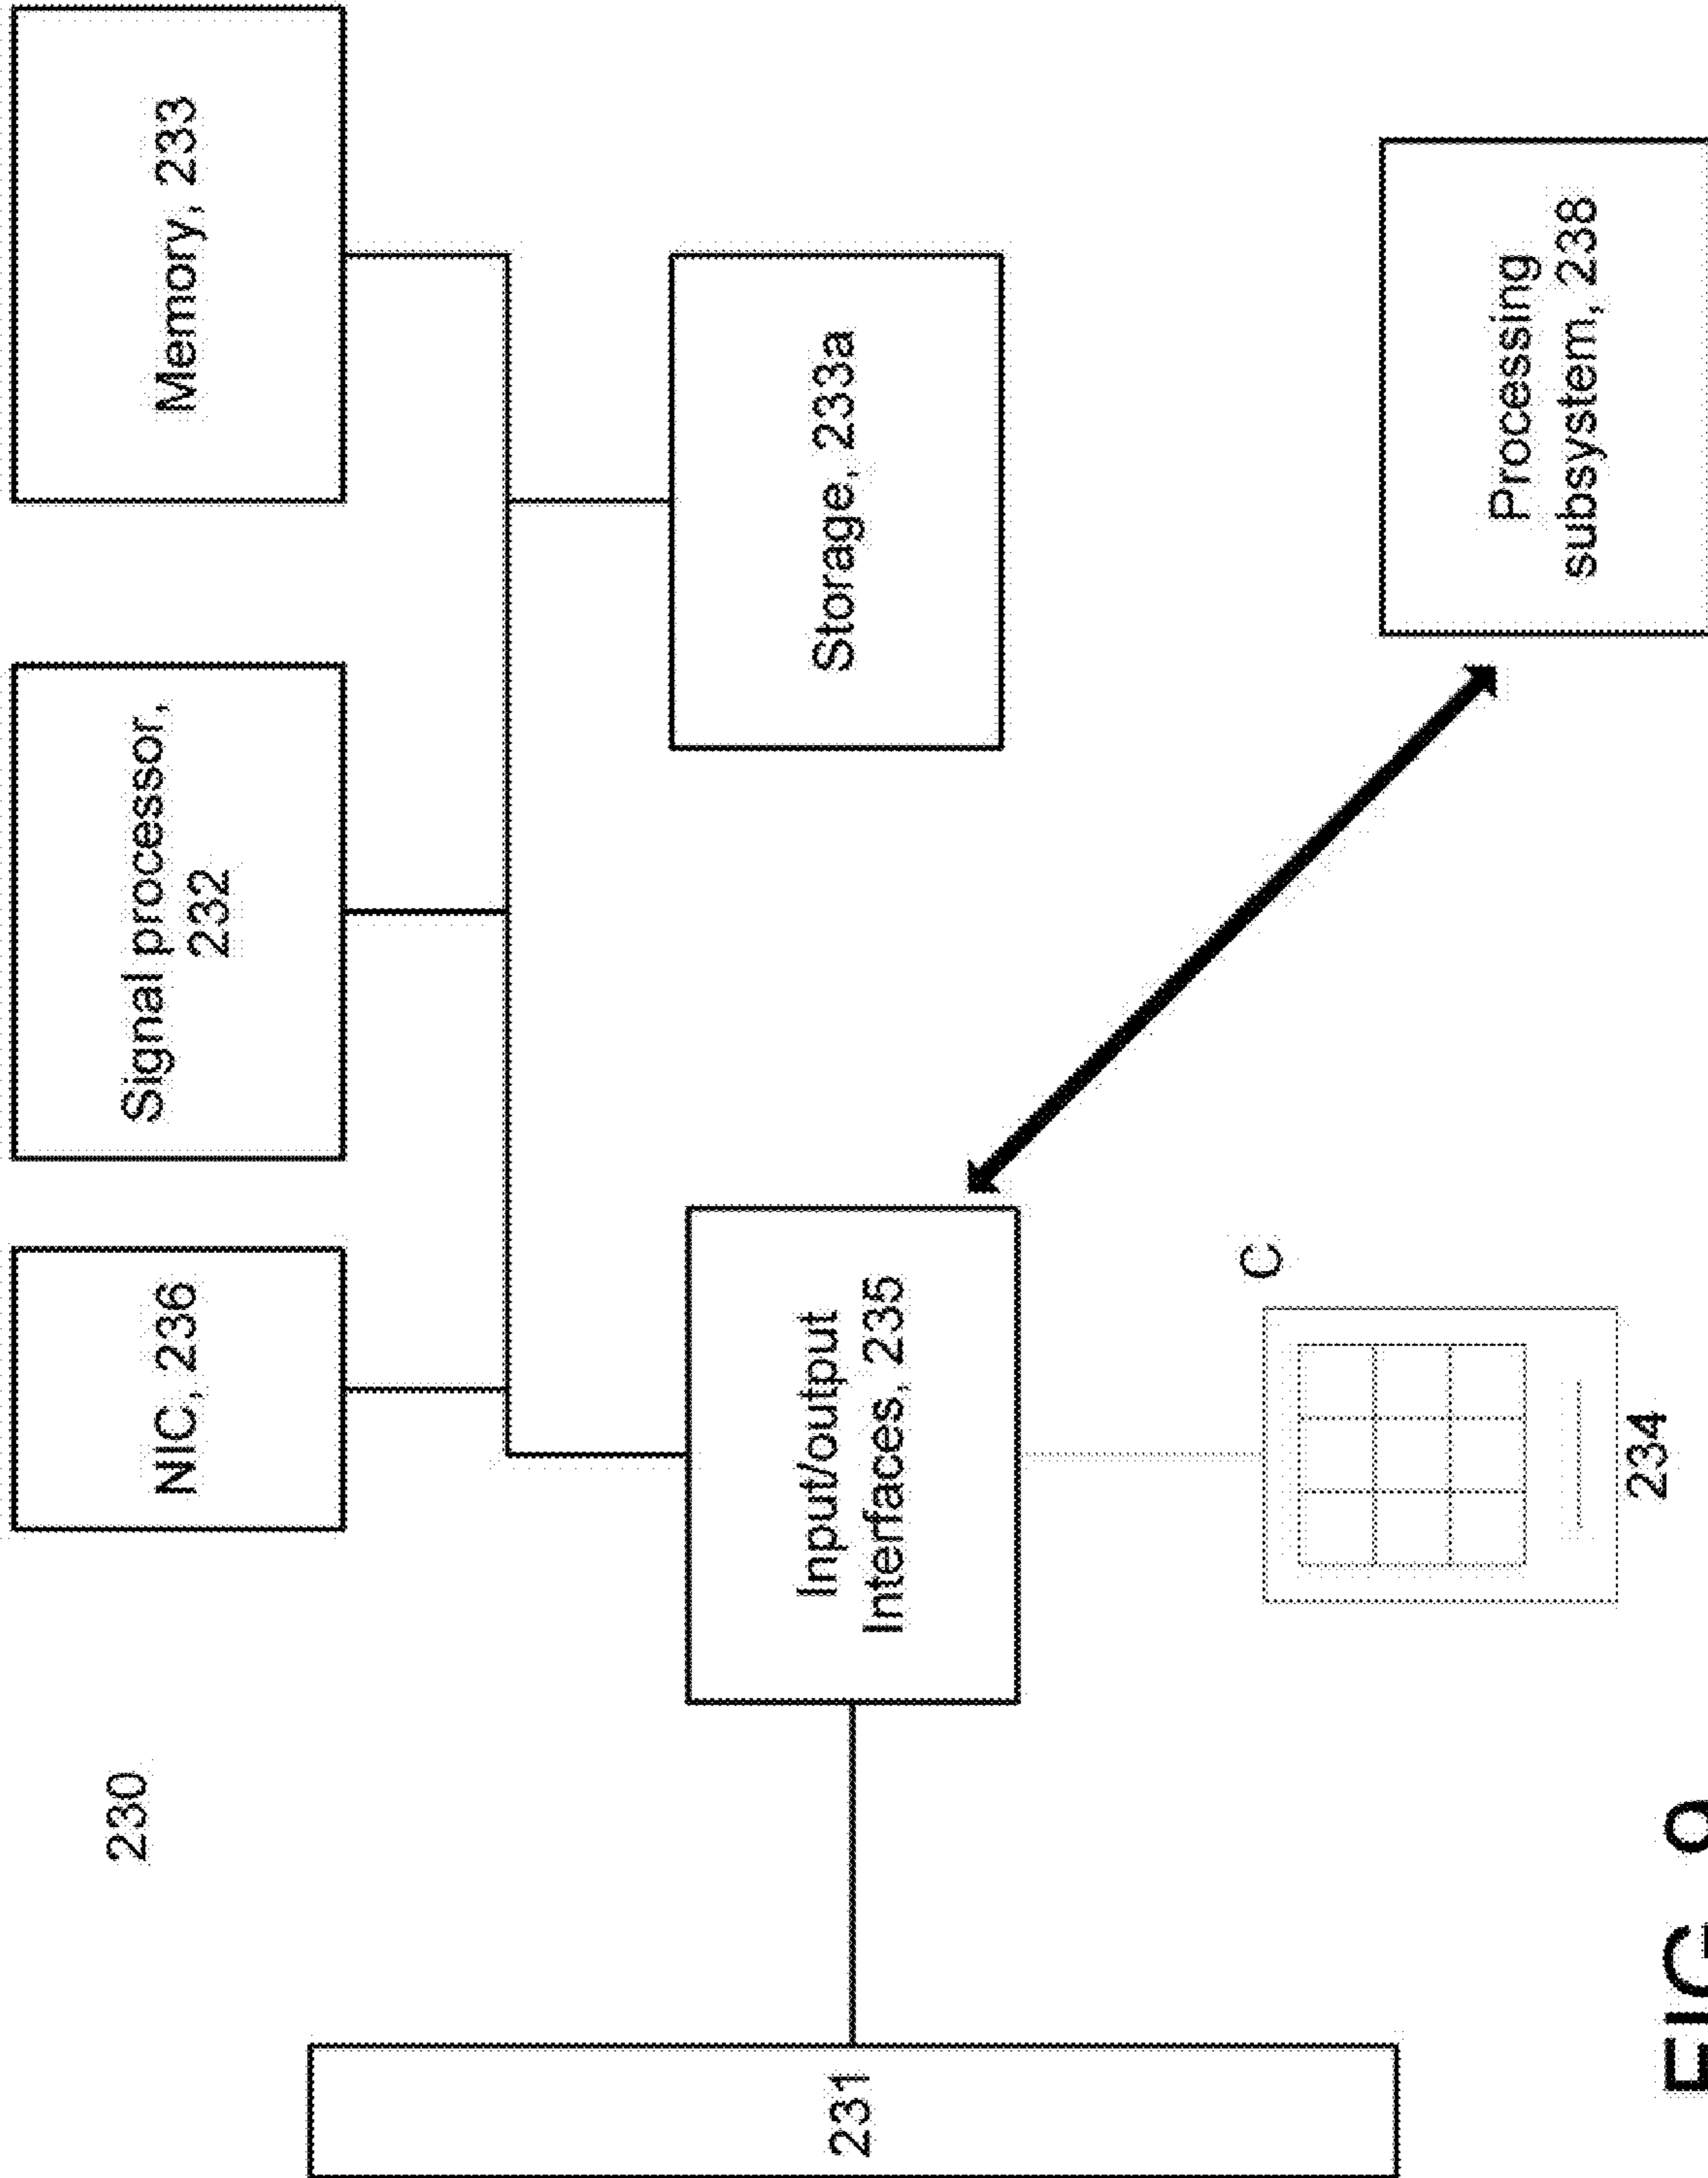 230
NIC, 236
Signal processor,
232
Memory, 233
231
Input/output
Interfaces, 235
Storage, 233a
C
234
Processing
subsystem, 238
FIG